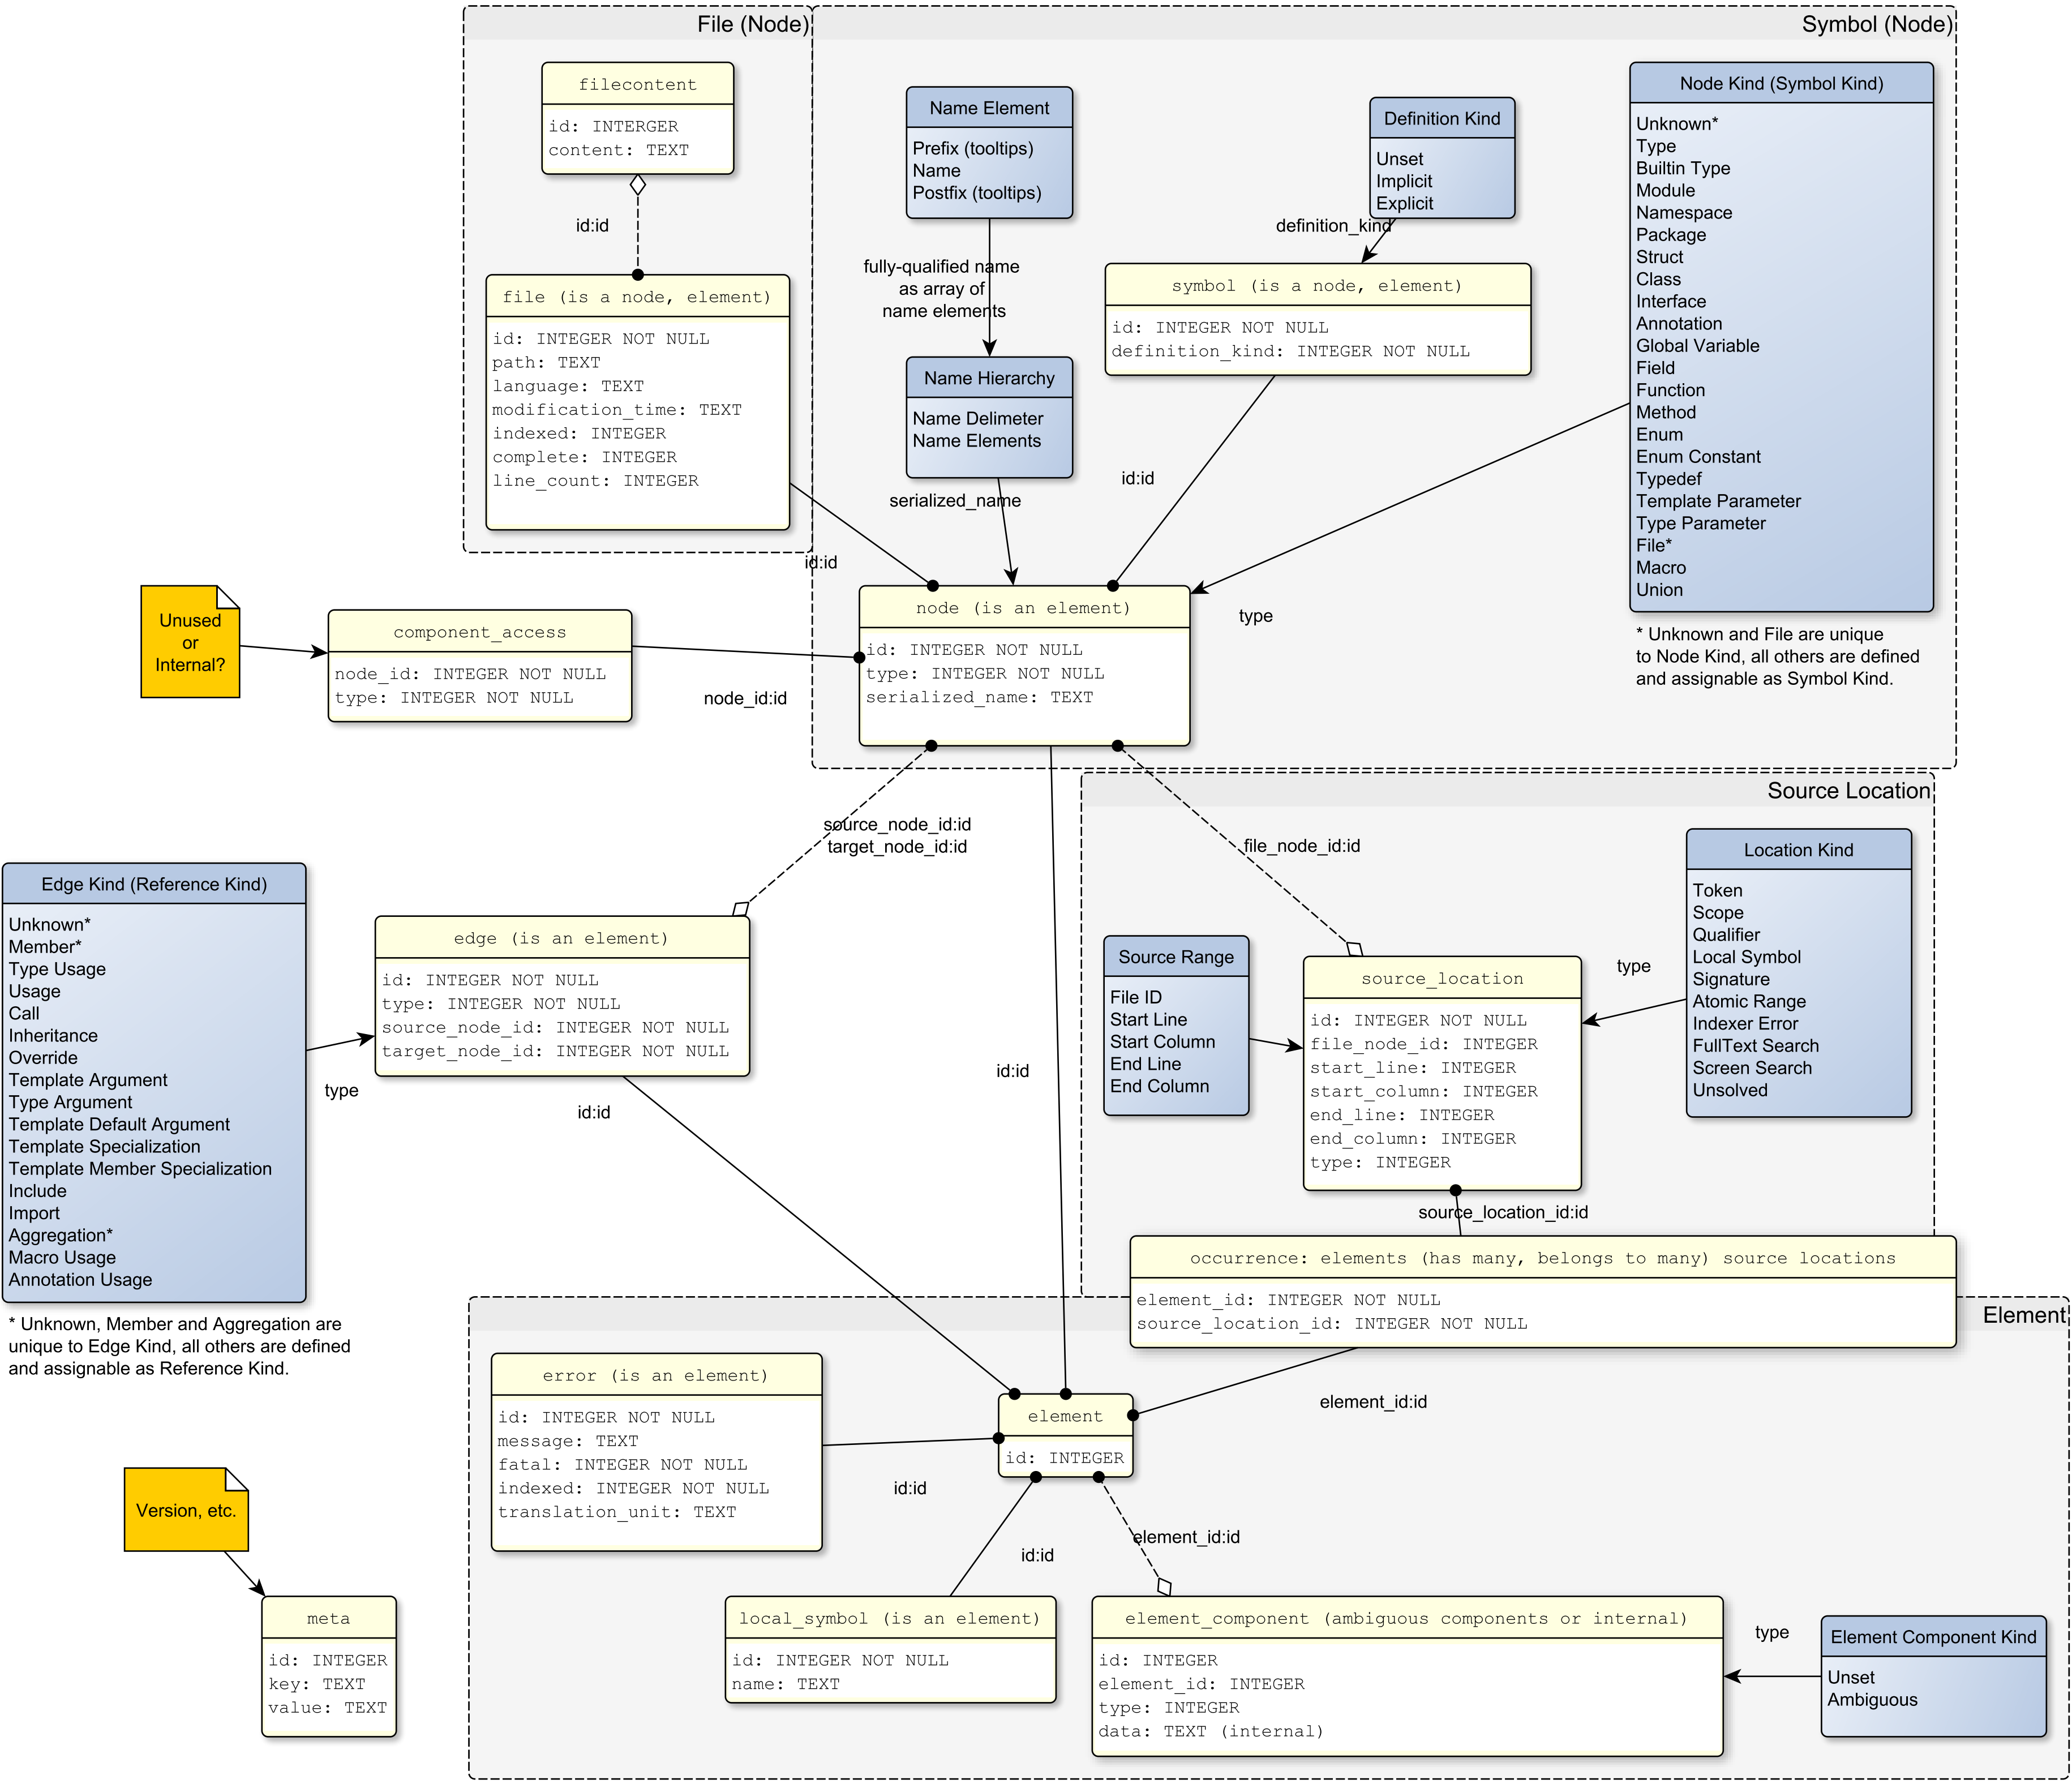 File (Node)
filecontent
id: INTERGER
content: TEXT
id:id
file (is a node, element)
id: INTEGER NOT NULL
path: TEXT
language: TEXT
modification_time: TEXT
indexed: INTEGER
complete: INTEGER
line_count: INTEGER
id:id
Symbol (Node)
Name Element
Prefix (tooltips)
Name
Postfix (tooltips)
fully-qualified name
as array of
name elements
Name Hierarchy
Name Delimeter
Name Elements
serialized_name
Definition Kind
Unset
Implicit
Explicit
definition_kind
symbol (is a node, element)
id: INTEGER NOT NULL
definition_kind: INTEGER NOT NULL
id:id
Node Kind (Symbol Kind)
Unknown*
Type
Builtin Type
Module
Namespace
Package
Struct
Class
Interface
Annotation
Global Variable
Field
Function
Method
Enum
Enum Constant
Typedef
Template Parameter
Type Parameter
File*
Macro
Union
* Unknown and File are unique
to Node Kind, all others are defined
and assignable as Symbol Kind.
type
node (is an element)
id: INTEGER NOT NULL
type: INTEGER NOT NULL
serialized_name: TEXT
Unused
or
Internal?
component_access
node_id: INTEGER NOT NULL
type: INTEGER NOT NULL
node_id:id
source_node_id:id
target_node_id:id
Edge Kind (Reference Kind)
Unknown*
Member*
Type Usage
Usage
Call
Inheritance
Override
Template Argument
Type Argument
Template Default Argument
Template Specialization
Template Member Specialization
Include
Import
Aggregation*
Macro Usage
Annotation Usage
* Unknown, Member and Aggregation are
unique to Edge Kind, all others are defined
and assignable as Reference Kind.
type
edge (is an element)
id: INTEGER NOT NULL
type: INTEGER NOT NULL
source_node_id: INTEGER NOT NULL
target_node_id: INTEGER NOT NULL
id:id
id:id
Source Location
file_node_id:id
Source Range
File ID
Start Line
Start Column
End Line
End Column
source_location
id: INTEGER NOT NULL
file_node_id: INTEGER
start_line: INTEGER
start_column: INTEGER
end_line: INTEGER
end_column: INTEGER
type: INTEGER
type
Location Kind
Token
Scope
Qualifier
Local Symbol
Signature
Atomic Range
Indexer Error
FullText Search
Screen Search
Unsolved
source_location_id:id
occurrence: elements (has many, belongs to many) source locations
element_id: INTEGER NOT NULL
source_location_id: INTEGER NOT NULL
Element
element_id:id
error (is an element)
id: INTEGER NOT NULL
message: TEXT
fatal: INTEGER NOT NULL
indexed: INTEGER NOT NULL
translation_unit: TEXT
id:id
element
id: INTEGER
id:id
element_id:id
local_symbol (is an element)
id: INTEGER NOT NULL
name: TEXT
element_component (ambiguous components or internal)
id: INTEGER
element_id: INTEGER
type: INTEGER
data: TEXT (internal)
type
Element Component Kind
Unset
Ambiguous
Version, etc.
meta
id: INTEGER
key: TEXT
value: TEXT